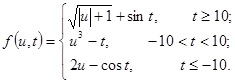 √|u|+1 + sin t, t ≥ 10;
f(u,t) = { u³ − t, −10 < t < 10;
2u − cos t, t ≤ −10.